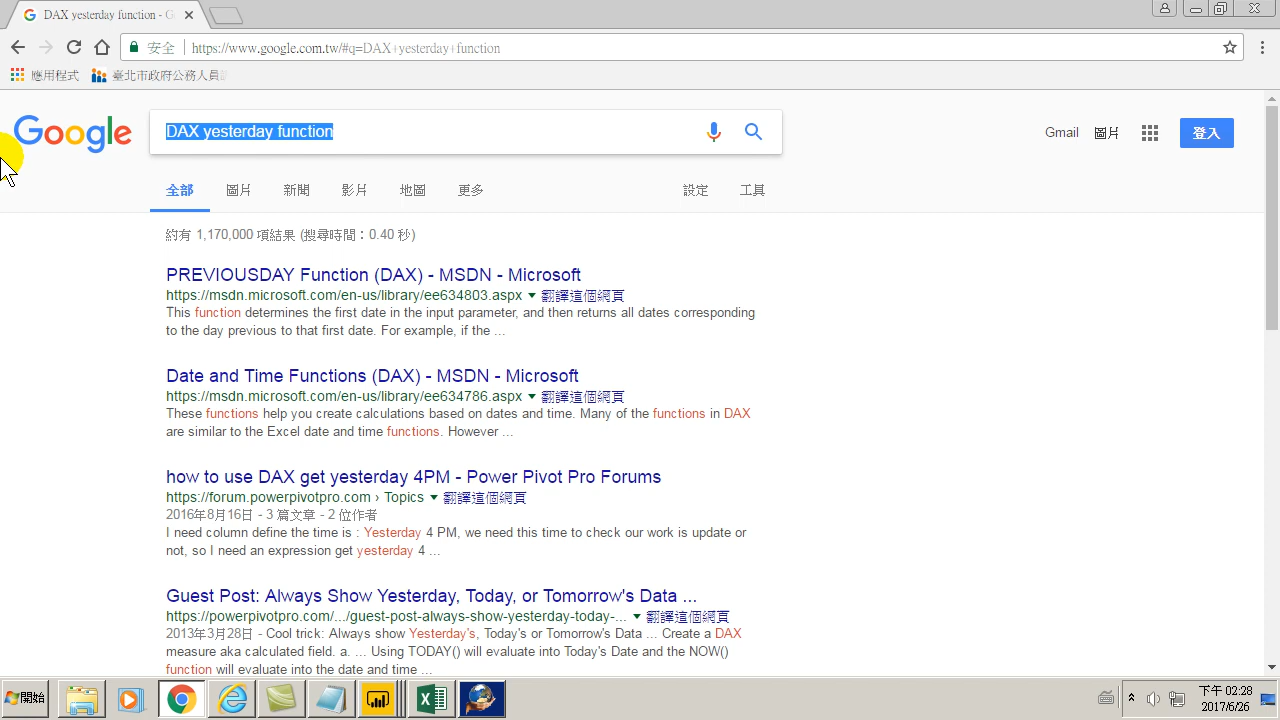 DAX yesterday function - G
安全 https://www.google.com.tw/#q=DAX+yesterday+function
應用程式 臺北市政府公務人員
Google DAX yesterday function Gmail 圖片 登入
全部 圖片 新聞 影片 地圖 更多 設定 工具
約有 1,170,000 項結果 (搜尋時間：0.40 秒)
PREVIOUSDAY Function (DAX) - MSDN - Microsoft
https://msdn.microsoft.com/en-us/library/ee634803.aspx ▼ 翻譯這個網頁
This function determines the first date in the input parameter, and then returns all dates corresponding
to the day previous to that first date. For example, if the ...
Date and Time Functions (DAX) - MSDN - Microsoft
https://msdn.microsoft.com/en-us/library/ee634786.aspx ▼ 翻譯這個網頁
These functions help you create calculations based on dates and time. Many of the functions in DAX
are similar to the Excel date and time functions. However ...
how to use DAX get yesterday 4PM - Power Pivot Pro Forums
https://forum.powerpivotpro.com › Topics ▼ 翻譯這個網頁
2016年8月16日 - 3 篇文章 - 2 位作者
I need column define the time is : Yesterday 4 PM, we need this time to check our work is update or
not, so I need an expression get yesterday 4 ...
Guest Post: Always Show Yesterday, Today, or Tomorrow's Data ...
https://powerpivotpro.com/.../guest-post-always-show-yesterday-today-... ▼ 翻譯這個網頁
2013年3月28日 - Cool trick: Always show Yesterday's, Today's or Tomorrow's Data ... Create a DAX
measure aka calculated field. a. ... Using TODAY() will evaluate into Today's Date and the NOW()
function will evaluate into the date and time ...
開始 下午 02:28
2017/6/26